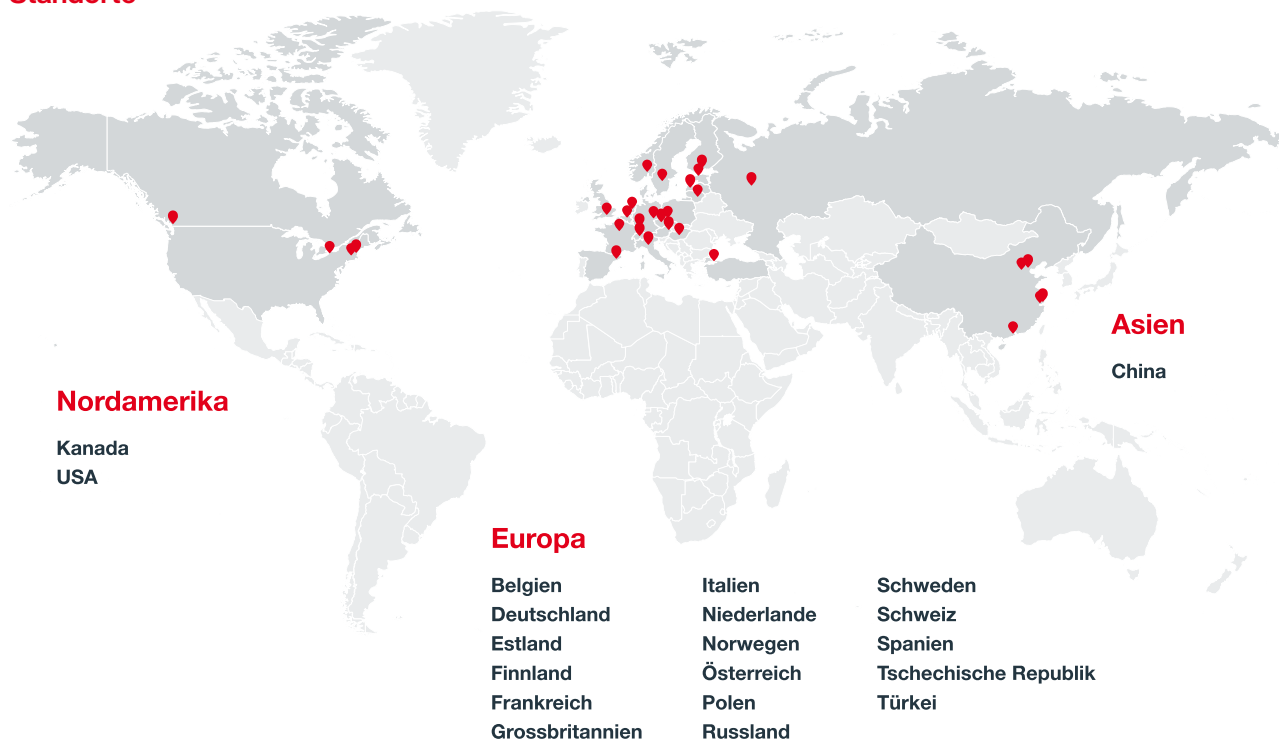 Standorte
Nordamerika
Kanada
USA
Europa
Belgien
Deutschland
Estland
Finnland
Frankreich
Grossbritannien
Italien
Niederlande
Norwegen
Österreich
Polen
Russland
Schweden
Schweiz
Spanien
Tschechische Republik
Türkei
Asien
China